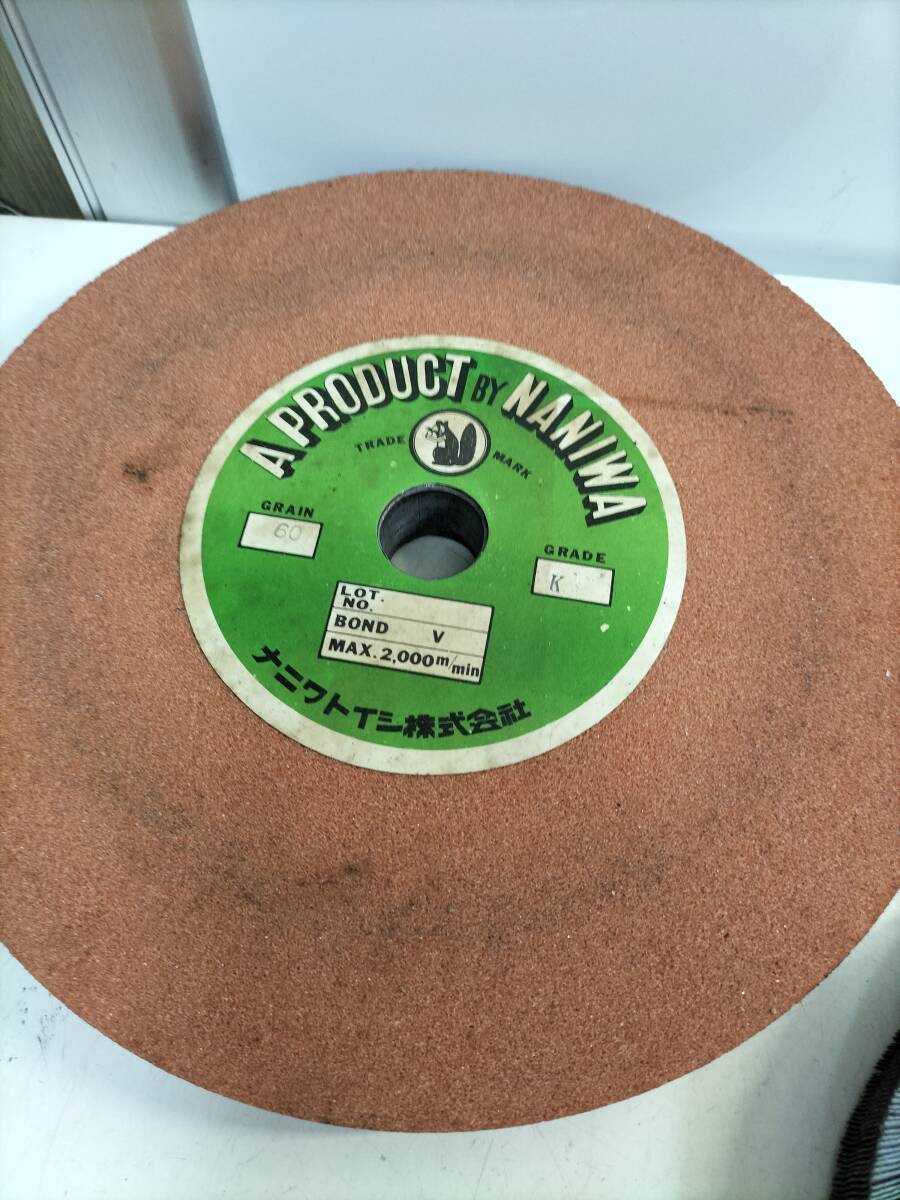 A PRODUCT BY NANIWA
TRADE MARK
GRAIN
60
GRADE
K
LOT.
NO.
BOND V
MAX. 2,000m/min
ナニワトイシ株式会社